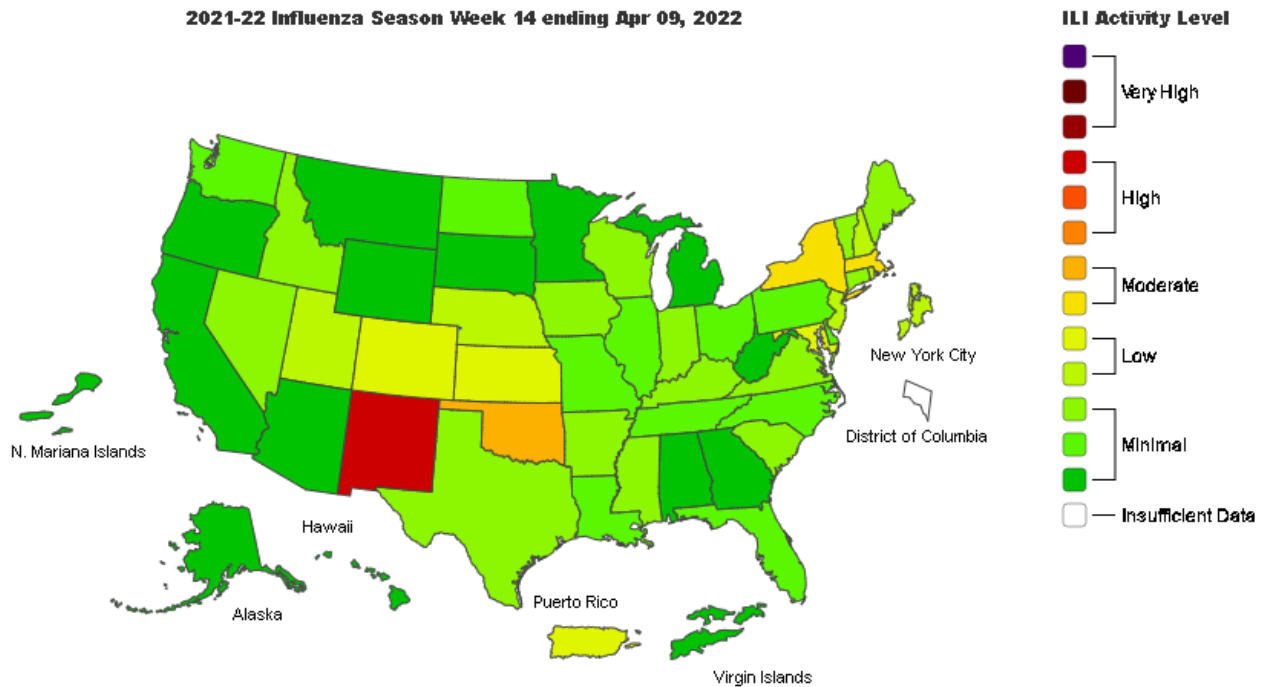 2021-22 Influenza Season Week 14 ending Apr 09, 2022
ILI Activity Level
Very High
High
Moderate
Low
Minimal
Insufficient Data
New York City
District of Columbia
N. Mariana Islands
Hawaii
Alaska
Puerto Rico
Virgin Islands